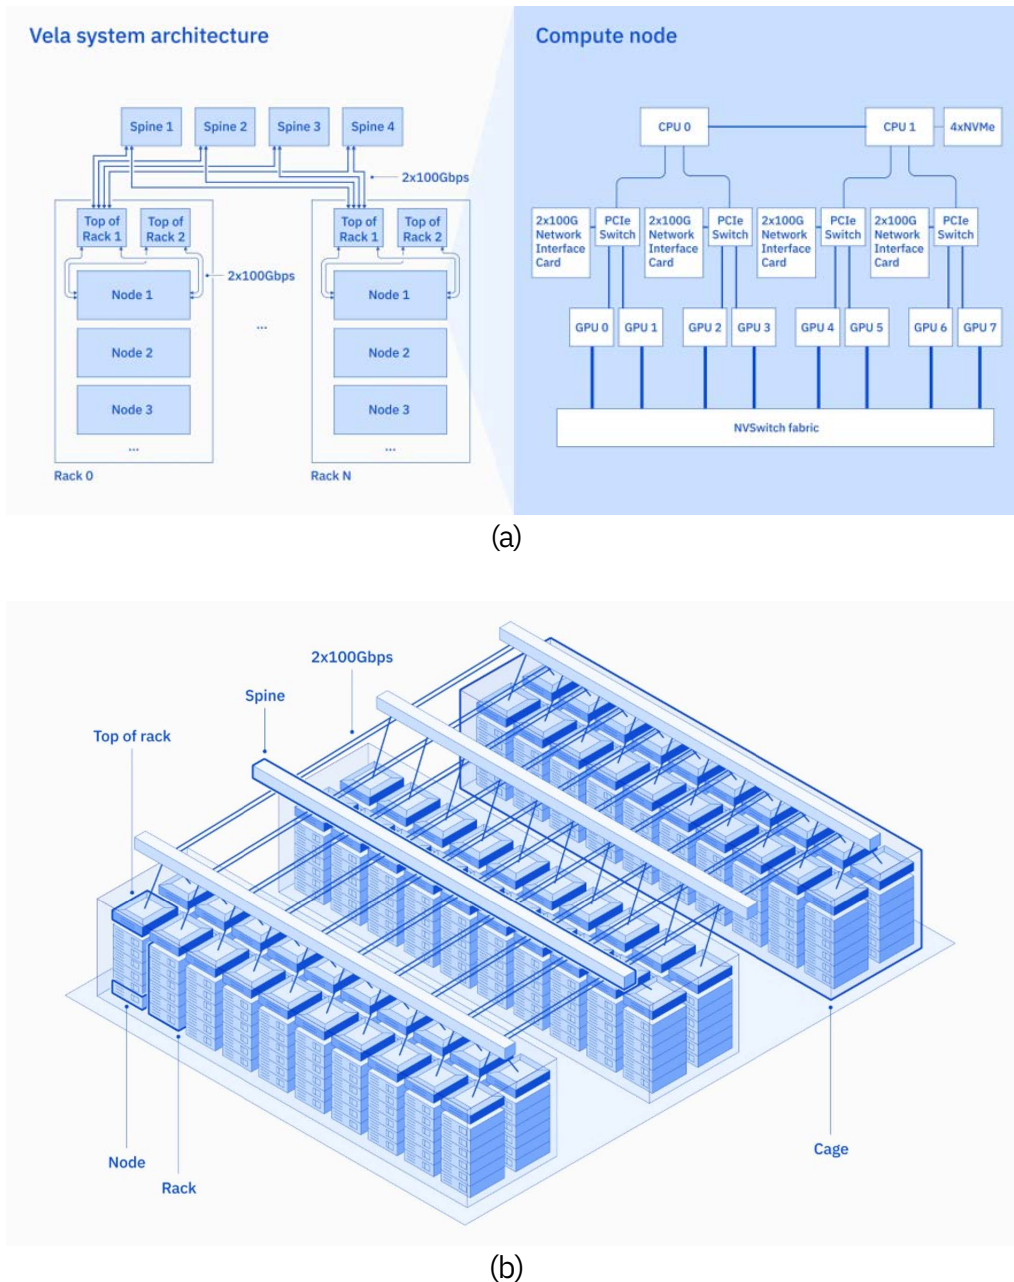 Vela system architecture
Compute node
Spine 1
Spine 2
Spine 3
Spine 4
2x100Gbps
Top of
Rack 1
Top of
Rack 2
Top of
Rack 1
Top of
Rack 2
2x100Gbps
Node 1
Node 2
Node 3
...
Rack 0
...
Node 1
Node 2
Node 3
...
Rack N
CPU 0
CPU 1
4xNVMe
2x100G
Network
Interface
Card
PCIe
Switch
2x100G
Network
Interface
Card
PCIe
Switch
2x100G
Network
Interface
Card
PCIe
Switch
2x100G
Network
Interface
Card
PCIe
Switch
GPU 0
GPU 1
GPU 2
GPU 3
GPU 4
GPU 5
GPU 6
GPU 7
NVSwitch fabric
(a)
2x100Gbps
Spine
Top of rack
Node
Rack
Cage
(b)